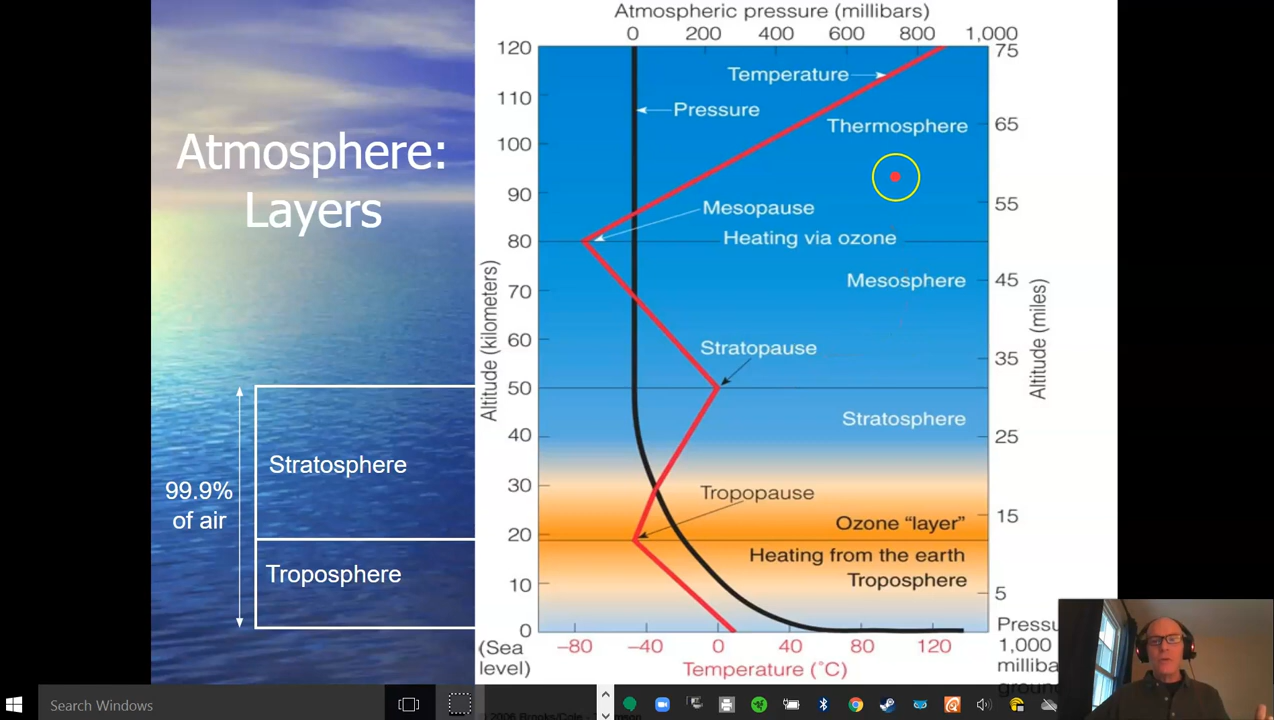 Atmosphere:
Layers
99.9%
of air
Stratosphere
Troposphere
Atmospheric pressure (millibars)
0 200 400 600 800 1,000
120
110
100
90
80
70
60
50
40
30
20
10
0
(Sea
level)
Altitude (kilometers)
Temperature
Pressure
Thermosphere
Mesopause
Heating via ozone
Mesosphere
Stratopause
Stratosphere
Tropopause
Ozone “layer”
Heating from the earth
Troposphere
75
65
55
45
35
25
15
5
Altitude (miles)
–80 –40 0 40 80 120
Temperature (˚C)
1,000
Search Windows